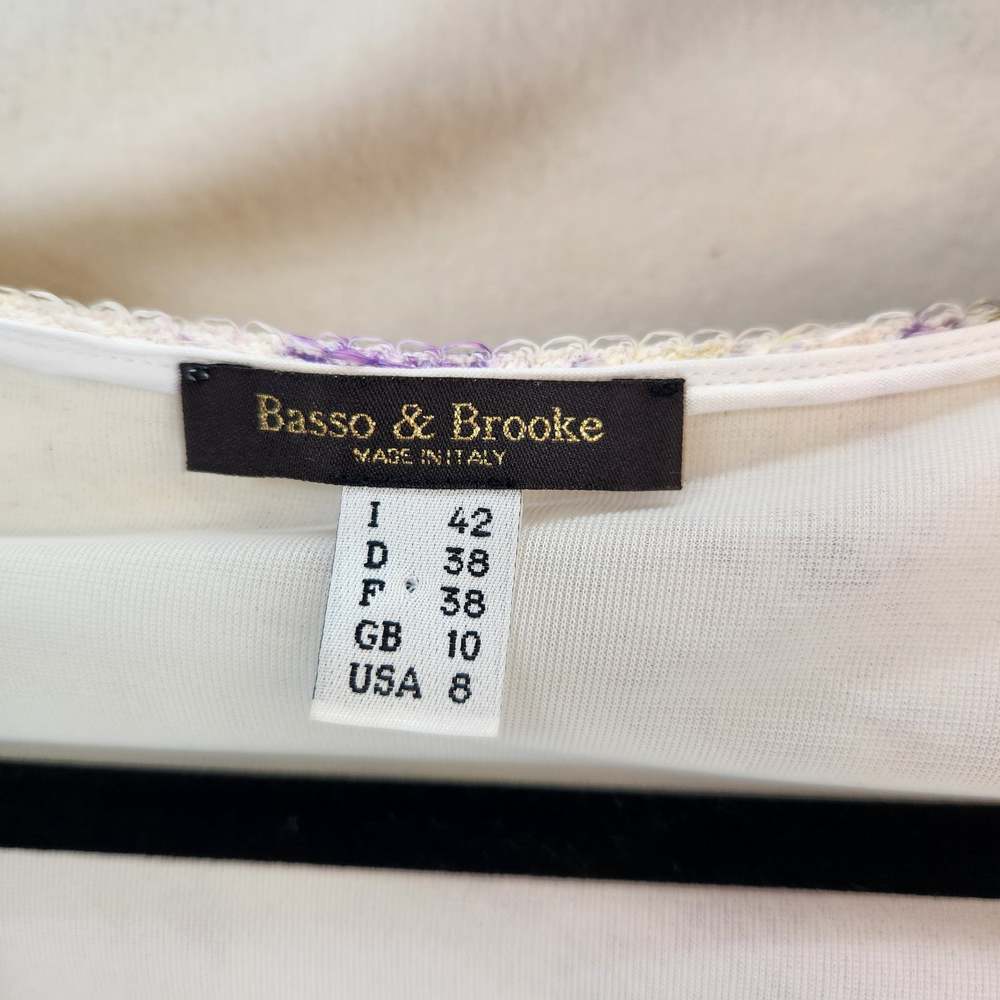 Basso & Brooke
MADE IN ITALY
I 42
D 38
F 38
GB 10
USA 8